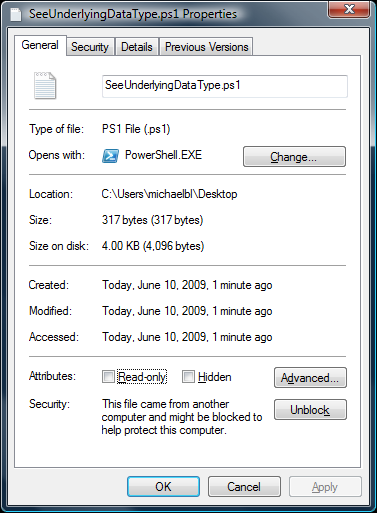 SeeUnderlyingDataType.ps1 Properties
General Security Details Previous Versions
SeeUnderlyingDataType.ps1
Type of file: PS1 File (.ps1)
Opens with: PowerShell.EXE Change...
Location: C:\Users\michaelbl\Desktop
Size: 317 bytes (317 bytes)
Size on disk: 4.00 KB (4,096 bytes)
Created: Today, June 10, 2009, 1 minute ago
Modified: Today, June 10, 2009, 1 minute ago
Accessed: Today, June 10, 2009, 1 minute ago
Attributes: Read-only Hidden Advanced...
Security: This file came from another
computer and might be blocked to
help protect this computer.
Unblock
OK Cancel Apply